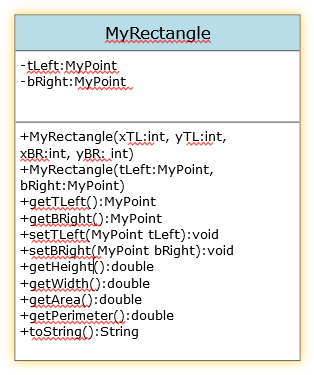 MyRectangle
-tLeft:MyPoint
-bRight:MyPoint
+MyRectangle(xTL:int, yTL:int,
xBR:int, yBR: int)
+MyRectangle(tLeft:MyPoint,
bRight:MyPoint)
+getTLeft():MyPoint
+getBRight():MyPoint
+setTLeft(MyPoint tLeft):void
+setBRight(MyPoint bRight):void
+getHeight():double
+getWidth():double
+getArea():double
+getPerimeter():double
+toString():String